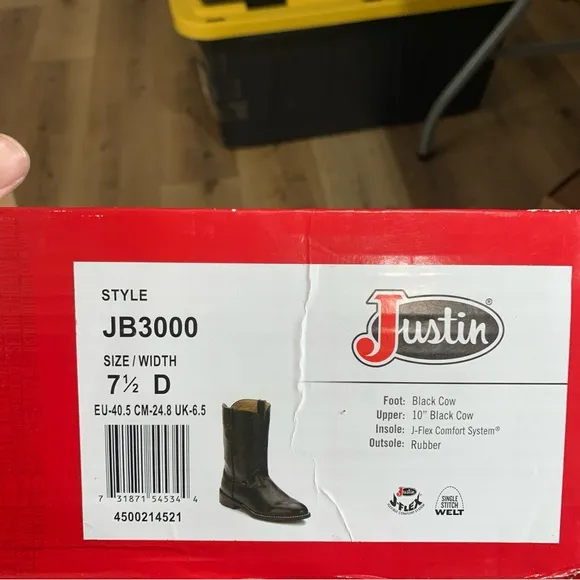 STYLE
JB3000
SIZE / WIDTH
7½ D
EU-40.5 CM-24.8 UK-6.5
7 31871 54534 4
4500214521
Justin®
Foot: Black Cow
Upper: 10" Black Cow
Insole: J-Flex Comfort System®
Outsole: Rubber
Justin
J-FLEX
SINGLE
STITCH
WELT